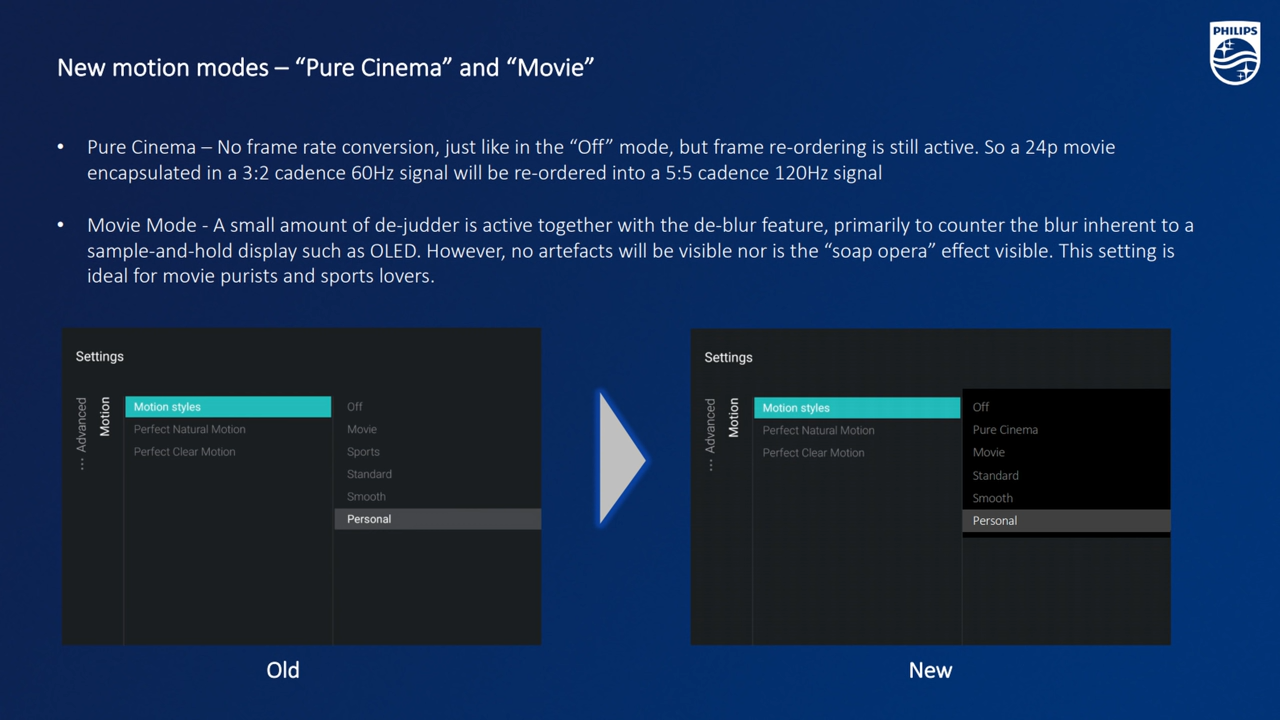 PHILIPS
New motion modes – “Pure Cinema” and “Movie”
• Pure Cinema – No frame rate conversion, just like in the “Off” mode, but frame re-ordering is still active. So a 24p movie
encapsulated in a 3:2 cadence 60Hz signal will be re-ordered into a 5:5 cadence 120Hz signal
• Movie Mode - A small amount of de-judder is active together with the de-blur feature, primarily to counter the blur inherent to a
sample-and-hold display such as OLED. However, no artefacts will be visible nor is the “soap opera” effect visible. This setting is
ideal for movie purists and sports lovers.
Settings
... Advanced
Motion
Motion styles
Perfect Natural Motion
Perfect Clear Motion
Off
Movie
Sports
Standard
Smooth
Personal
Old
Settings
... Advanced
Motion
Motion styles
Perfect Natural Motion
Perfect Clear Motion
Off
Pure Cinema
Movie
Standard
Smooth
Personal
New